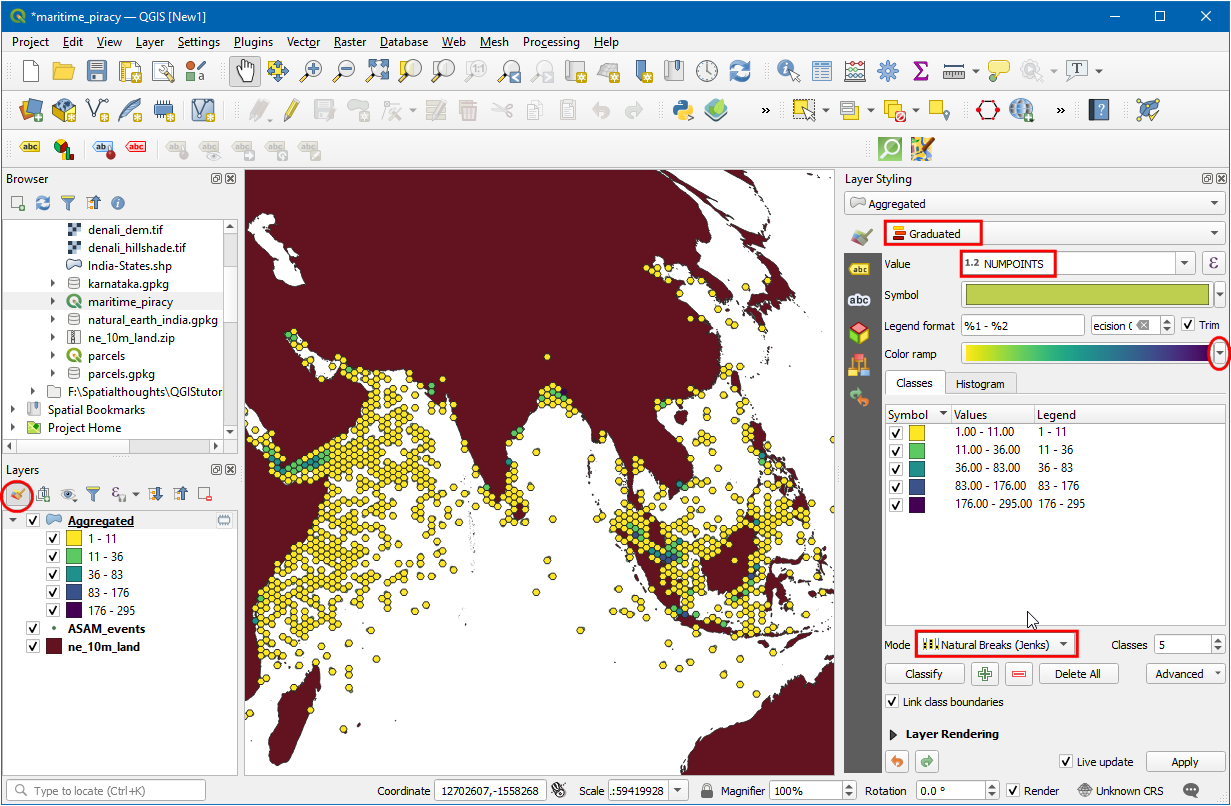 *maritime_piracy — QGIS [New1]
Project Edit View Layer Settings Plugins Vector Raster Database Web Mesh Processing Help
abc abc abc
Browser
denali_dem.tif
denali_hillshade.tif
India-States.shp
karnataka.gpkg
maritime_piracy
natural_earth_india.gpkg
ne_10m_land.zip
parcels
parcels.gpkg
F:\Spatialthoughts\QGISTutor
Spatial Bookmarks
Project Home
Layers
Aggregated
1 - 11
11 - 36
36 - 83
83 - 176
176 - 295
ASAM_events
ne_10m_land
Layer Styling
Aggregated
Graduated
abc
abc
Value 1.2 NUMPOINTS ε
Symbol
Legend format %1 - %2 ecision ( Trim
Color ramp
Classes Histogram
Symbol Values Legend
1.00 - 11.00 1 - 11
11.00 - 36.00 11 - 36
36.00 - 83.00 36 - 83
83.00 - 176.00 83 - 176
176.00 - 295.00 176 - 295
Mode Natural Breaks (Jenks) Classes 5
Classify Delete All Advanced
Link class boundaries
Layer Rendering
Live update Apply
Type to locate (Ctrl+K) Coordinate 12702607,-1558268 Scale :59419928 Magnifier 100% Rotation 0.0 ° Render Unknown CRS